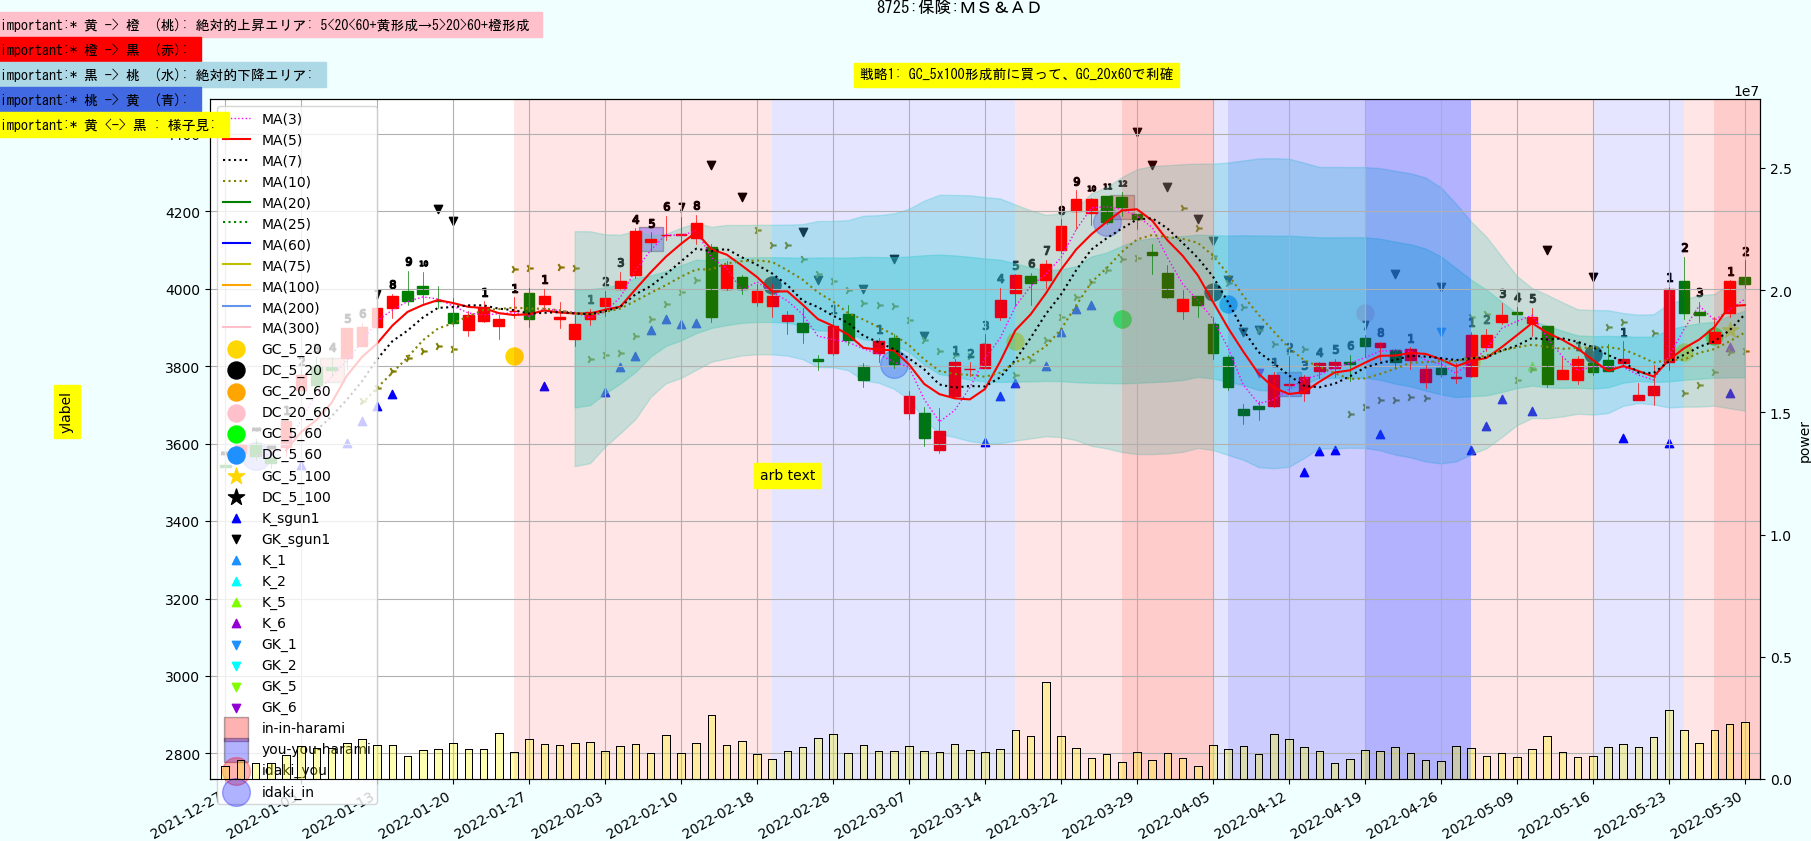 8725:保険:ＭＳ＆ＡＤ
important:* 黄 -> 橙 (桃): 絶対的上昇エリア: 5<20<60+黄形成→5>20>60+橙形成
important:* 橙 -> 黒 (赤):
important:* 黒 -> 桃 (水): 絶対的下降エリア:
戦略1: GC_5x100形成前に買って、GC_20x60で利確
important:* 桃 -> 黄 (青):
important:* 黄 <-> 黒 : 様子見:
1e7
MA(3)
MA(5)
MA(7)
MA(10)
MA(20)
MA(25)
MA(60)
MA(75)
MA(100)
MA(200)
MA(300)
GC_5_20
DC_5_20
GC_20_60
DC_20_60
GC_5_60
DC_5_60
GC_5_100
DC_5_100
K_sgun1
GK_sgun1
K_1
K_2
K_5
K_6
GK_1
GK_2
GK_5
GK_6
in-in-harami
you-you-harami
idaki_you
idaki_in
4200
4000
3800
3600
3400
3200
3000
2800
ylabel
arb text
2.5
2.0
1.5
1.0
0.5
0.0
power
2021-12-27
2022-01-13
2022-01-20
2022-01-27
2022-02-03
2022-02-10
2022-02-18
2022-02-28
2022-03-07
2022-03-14
2022-03-22
2022-03-29
2022-04-05
2022-04-12
2022-04-19
2022-04-26
2022-05-09
2022-05-16
2022-05-23
2022-05-30